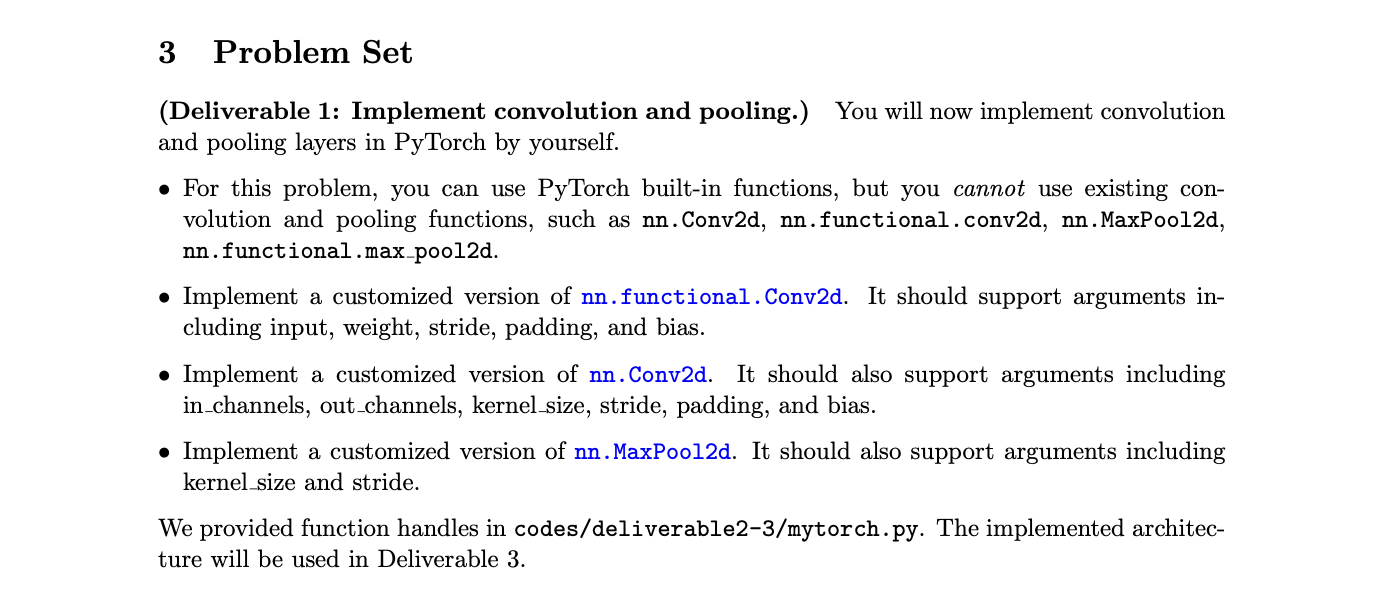 3 Problem Set
(Deliverable 1: Implement convolution and pooling.) You will now implement convolution
and pooling layers in PyTorch by yourself.
• For this problem, you can use PyTorch built-in functions, but you cannot use existing con-
volution and pooling functions, such as nn.Conv2d, nn.functional.conv2d, nn.MaxPool2d,
nn.functional.max_pool2d.
• Implement a customized version of nn.functional.Conv2d. It should support arguments in-
cluding input, weight, stride, padding, and bias.
• Implement a customized version of nn.Conv2d. It should also support arguments including
in_channels, out_channels, kernel_size, stride, padding, and bias.
• Implement a customized version of nn.MaxPool2d. It should also support arguments including
kernel_size and stride.
We provided function handles in codes/deliverable2-3/mytorch.py. The implemented architec-
ture will be used in Deliverable 3.